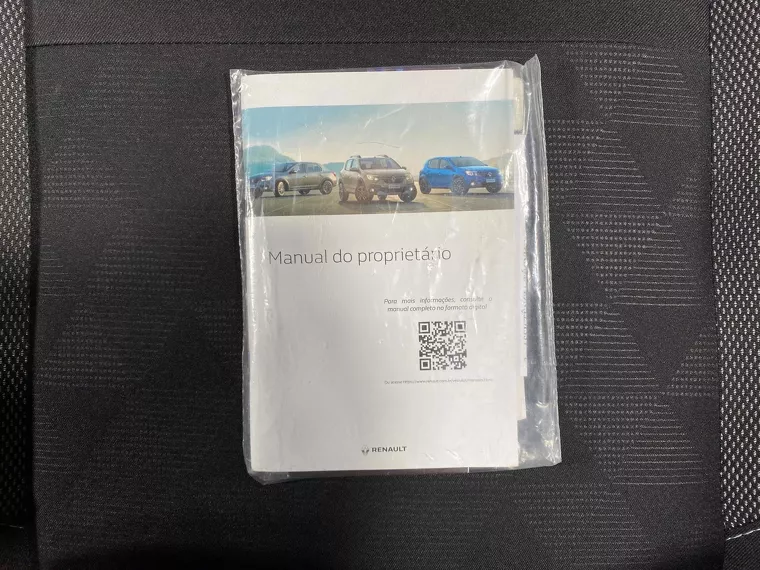 Manual do proprietário
Para mais informações, consulte o
manual completo no formato digital
RENAULT